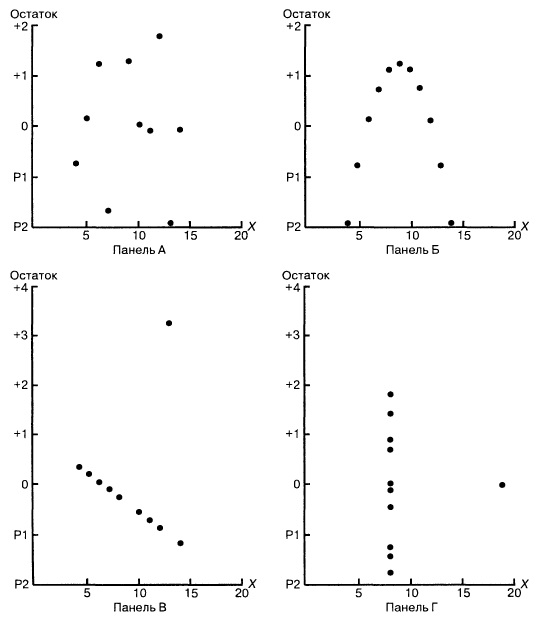 Остаток
+2
+1
0
P1
P2
5
10
15
20
X
Панель А
Остаток
+2
+1
0
P1
P2
5
10
15
20
X
Панель Б
Остаток
+4
+3
+2
+1
0
P1
P2
5
10
15
20
X
Панель В
Остаток
+4
+3
+2
+1
0
P1
P2
5
10
15
20
X
Панель Г